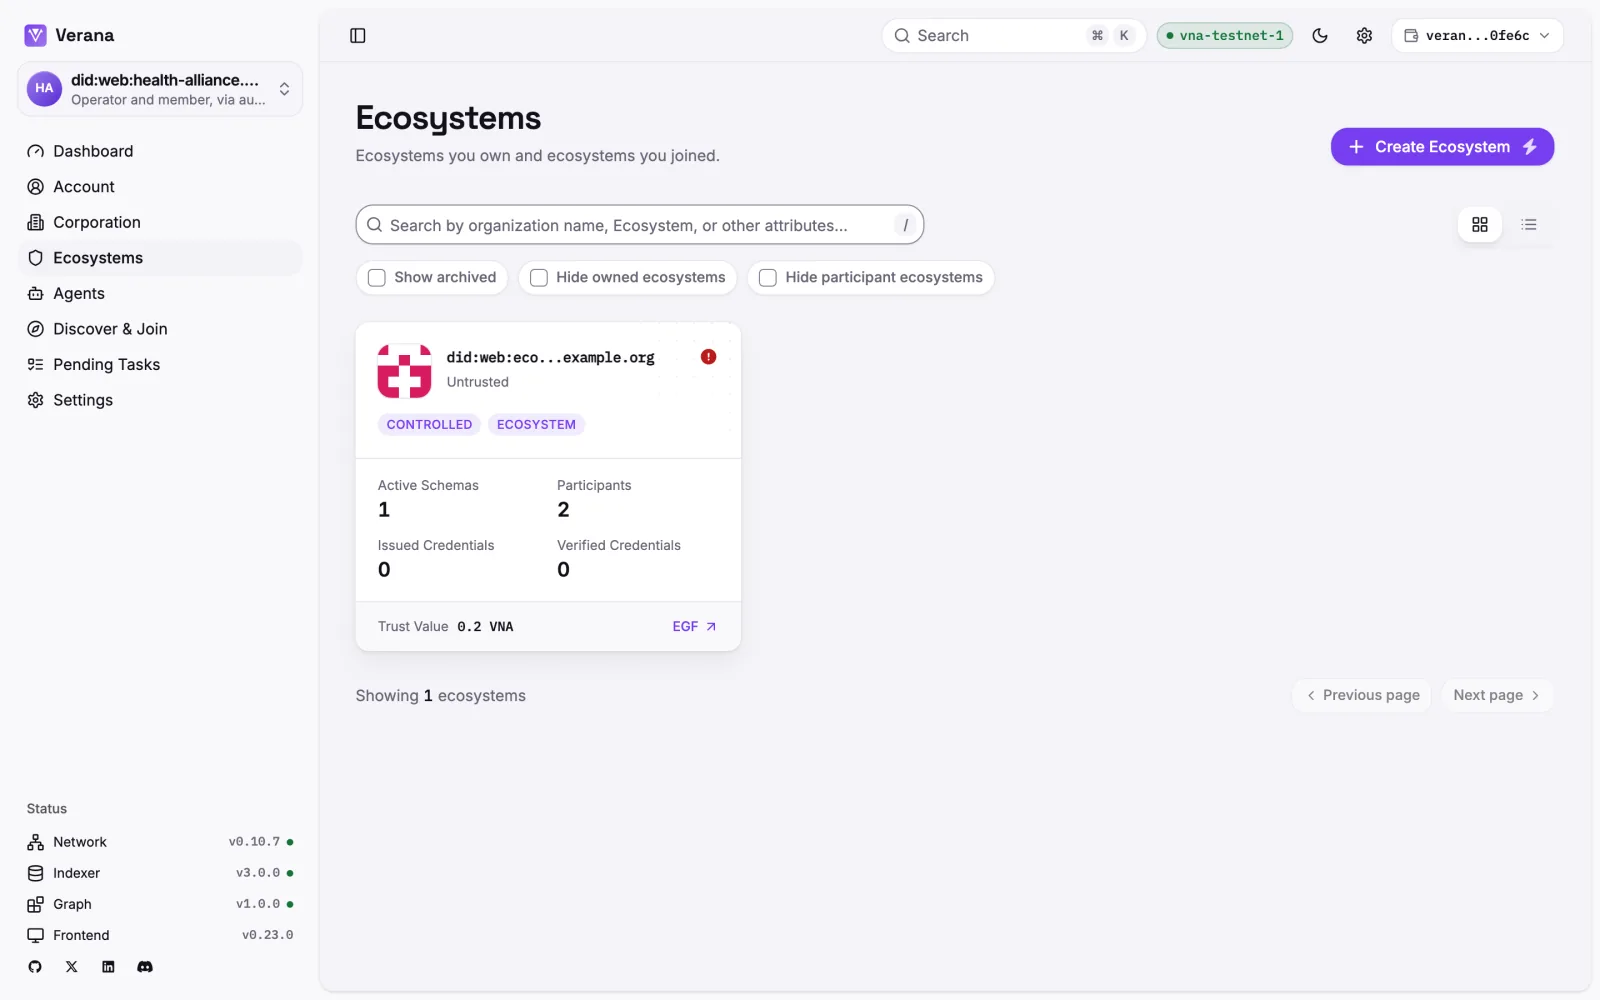 Verana
HA
did:web:health-alliance....
Operator and member, via au...
Dashboard
Account
Corporation
Ecosystems
Agents
Discover & Join
Pending Tasks
Settings
Status
Network v0.10.7
Indexer v3.0.0
Graph v1.0.0
Frontend v0.23.0
Search ⌘ K
vna-testnet-1
veran...0fe6c
Ecosystems
Ecosystems you own and ecosystems you joined.
Create Ecosystem
Search by organization name, Ecosystem, or other attributes... /
Show archived
Hide owned ecosystems
Hide participant ecosystems
did:web:eco...example.org
Untrusted
CONTROLLED ECOSYSTEM
Active Schemas Participants
1 2
Issued Credentials Verified Credentials
0 0
Trust Value 0.2 VNA EGF
Showing 1 ecosystems
Previous page
Next page